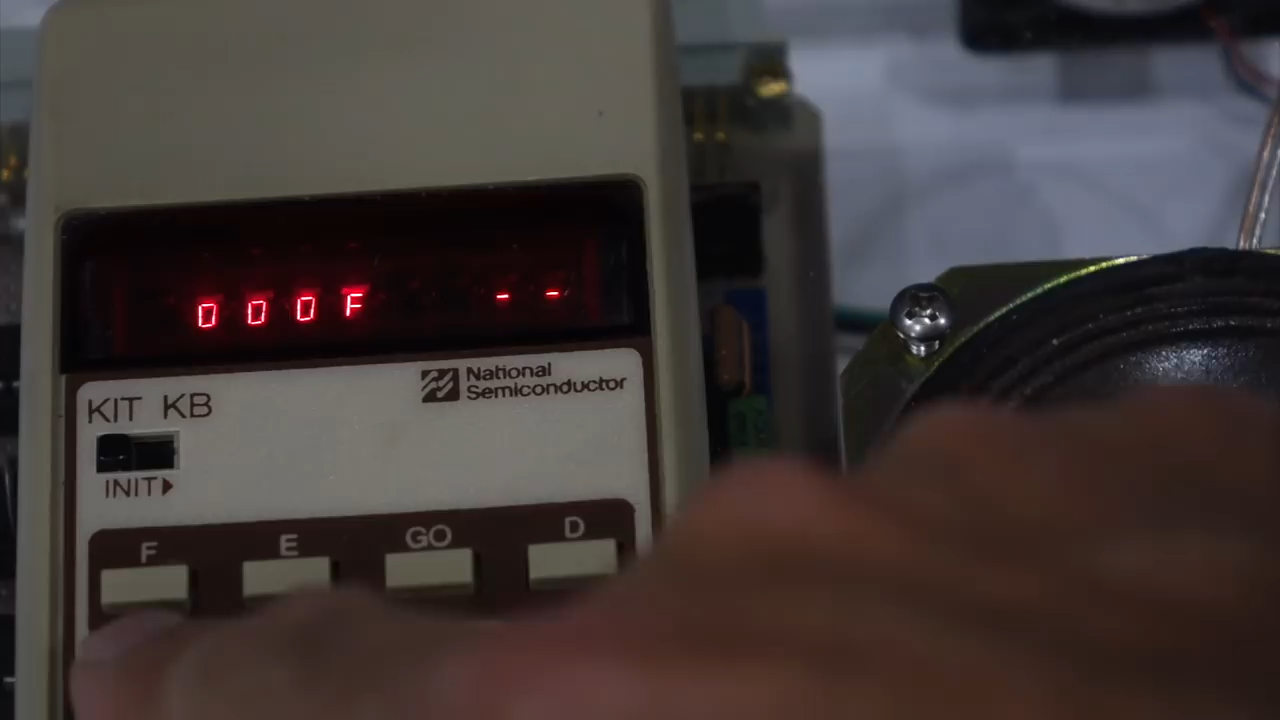 000F --
National
Semiconductor
KIT KB
INIT
F E GO D